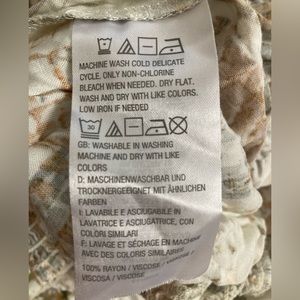 MACHINE WASH COLD DELICATE
CYCLE. ONLY NON-CHLORINE
BLEACH WHEN NEEDED. DRY FLAT.
WASH AND DRY WITH LIKE COLORS.
LOW IRON IF NEEDED
30
GB: WASHABLE IN WASHING
MACHINE AND DRY WITH LIKE
COLORS
D: MASCHINENWASCHBAR UND
TROCKNERGEEIGNET MIT ÄHNLICHEN
FARBEN
I: LAVABILE E ASCIUGABILE IN
LAVATRICE E ASCIUGATRICE, CON
COLORI SIMILARI
F: LAVAGE ET SÉCHAGE EN MACHINE
AVEC DES COLORIS SIMILAIRES
100% RAYON / VISCOSE / VISKOSE /
VISCOSA / VISCOSE